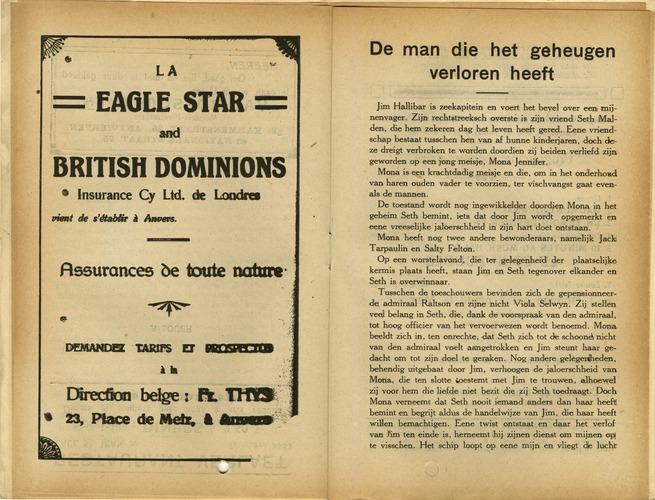 LA
EAGLE STAR
and
BRITISH DOMINIONS
Insurance Cy Ltd. de Londres
vient de s'établir à Anvers.
Assurances de toute nature
DEMANDEZ TARIFS ET PROSPECTUS
à la
Direction belge : Fr. THYS
23, Place de Meir, à Anvers
De man die het geheugen
verloren heeft
Jim Hallibar is zeekapitein en voert het bevel over een mij-
nenvager. Zijn rechtstreeksch overste is zijn vriend Seth Mal-
den, die hem zekeren dag het leven heeft gered. Eene vriend-
schap bestaat tusschen hen van af hunne kinderjaren, doch de-
ze dreigt verbroken te worden doordien zij beiden verliefd zijn
geworden op een jong meisje, Mona Jennifer.
Mona is een krachtdadig meisje en die, om in het onderhoud
van haren ouden vader te voorzien, ter vischvangst gaat even-
als de mannen.
De toestand wordt nog ingewikkelder doordien Mona in het
geheim Seth bemint, iets dat door Jim wordt opgemerkt en
eene vreeselijke jaloerschheid in zijn hart doet ontstaan.
Mona heeft nog twee andere bewonderaars, namelijk Jack
Tarpaulin en Salty Felton.
Op een worstelavond, die ter gelegenheid der plaatselijke
kermis plaats heeft, staan Jim en Seth tegenover elkander en
Seth is overwinnaar.
Tusschen de toeschouwers bevinden zich de gepensionneer-
de admiraal Raltson en zijne nicht Viola Selwyn. Zij stellen
veel belang in Seth, die, dank de voorspraak van den admiraal,
tot hoog officier van het vervoerwezen wordt benoemd. Mona
beeldt zich in, ten onrechte, dat Seth zich tot de schoone nicht
van den admiraal voelt aangetrokken en Jim steunt haar ge-
dacht om tot zijn doel te geraken. Nog andere gelegenheden,
behendig uitgebaat door Jim, verhoogen de jaloerschheid van
Mona, die ten slotte toestemt met Jim te trouwen, alhoewel
zij voor hem die liefde niet bezit die zij Seth toedraagt. Doch
Mona verneemt dat Seth nooit iemand anders dan haar heeft
bemint en begrijt aldus de handelwijze van Jim, die haar heeft
willen bemachtigen. Eene twist ontstaat en daar het verlof
van Jim ten einde is, herneemt hij zijnen dienst om mijnen op
te visschen. Het schip loopt op eene mijn en vliegt de lucht